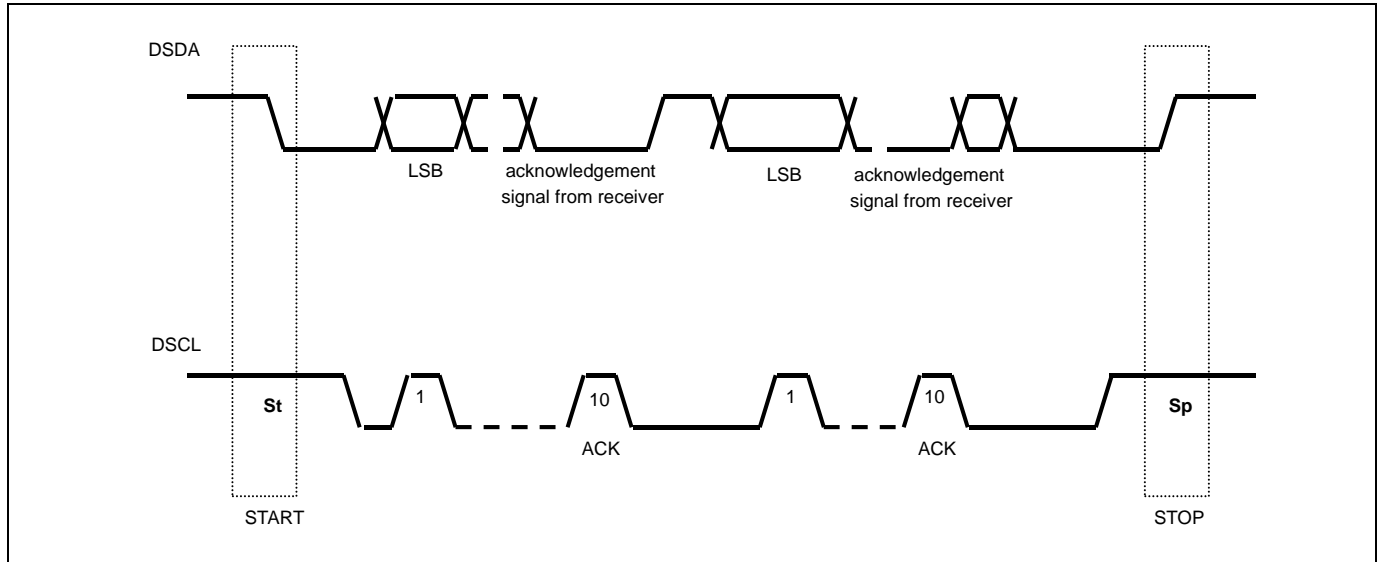 DSDA
LSB
acknowledgement
signal from receiver
LSB
acknowledgement
signal from receiver
DSCL
St
1
10
1
10
Sp
ACK
ACK
START
STOP